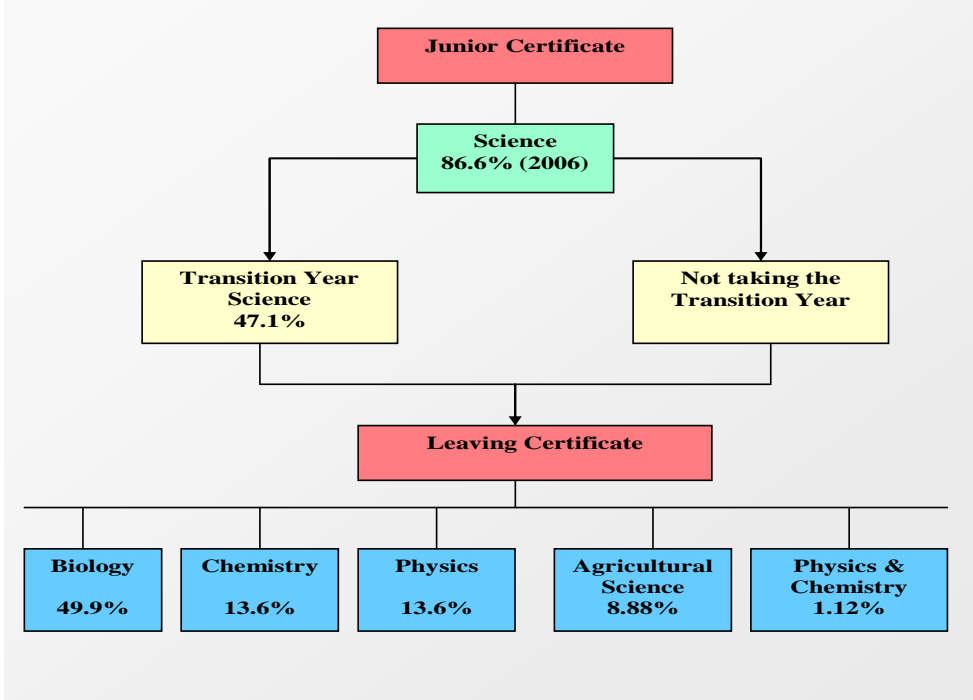 Junior Certificate
Science
86.6% (2006)
Transition Year
Science
47.1%
Not taking the
Transition Year
Leaving Certificate
Biology
49.9%
Chemistry
13.6%
Physics
13.6%
Agricultural
Science
8.88%
Physics &
Chemistry
1.12%